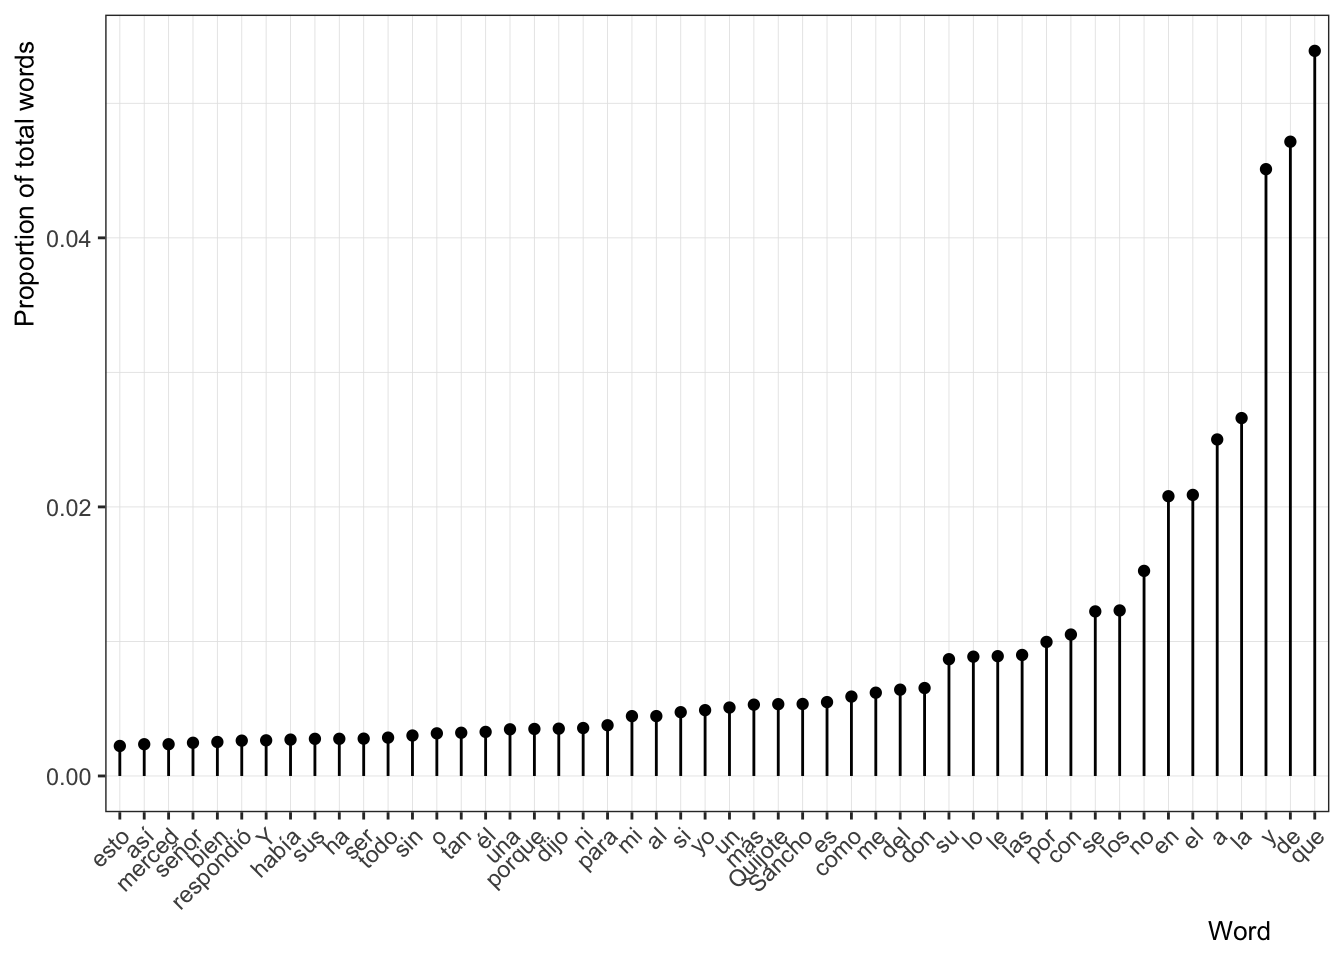 Proportion of total words
0.04
0.02
0.00
esto
así
merced
señor
bien
respondió
Y
había
sus
ha
ser
todo
sin
o
tan
él
una
porque
dijo
ni
para
mi
al
si
yo
un
más
Quijote
Sancho
es
como
me
del
don
su
lo
le
las
por
con
se
los
no
en
el
a
la
y
de
que
Word